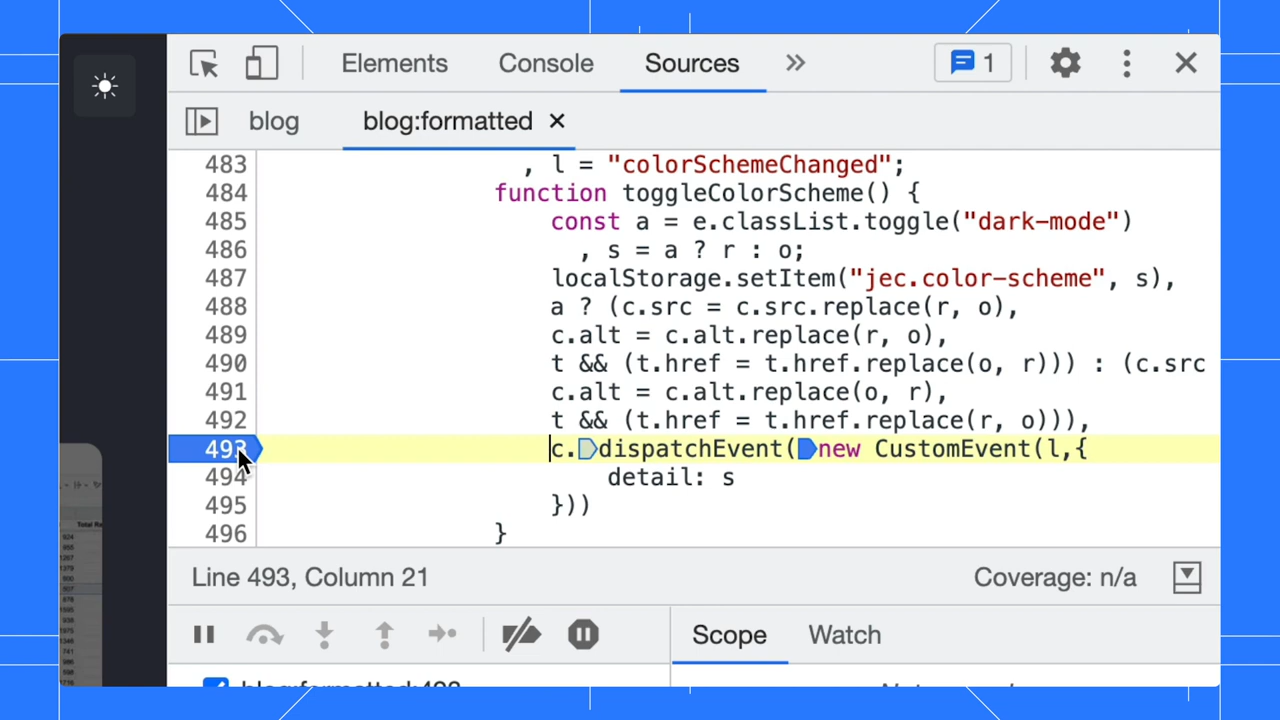 Elements Console Sources » 1
blog blog:formatted ×
483 , l = "colorSchemeChanged";
484 function toggleColorScheme() {
485 const a = e.classList.toggle("dark-mode")
486 , s = a ? r : o;
487 localStorage.setItem("jec.color-scheme", s),
488 a ? (c.src = c.src.replace(r, o),
489 c.alt = c.alt.replace(r, o),
490 t && (t.href = t.href.replace(o, r))) : (c.src
491 c.alt = c.alt.replace(o, r),
492 t && (t.href = t.href.replace(r, o))),
493 c.dispatchEvent(new CustomEvent(l,{
494 detail: s
495 }))
496 }
Line 493, Column 21 Coverage: n/a
Scope Watch
blog:formatted:493